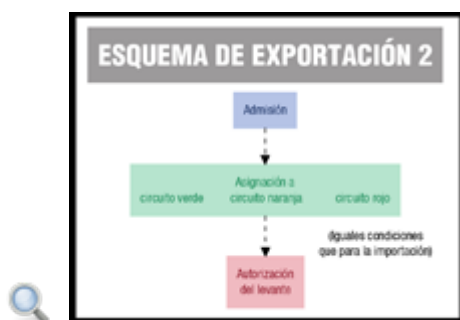 ESQUEMA DE EXPORTACIÓN 2
Admisión
Asignación a
circuito verde circuito naranja circuito rojo
(Iguales condiciones
que para la importación)
Autorización
del levante